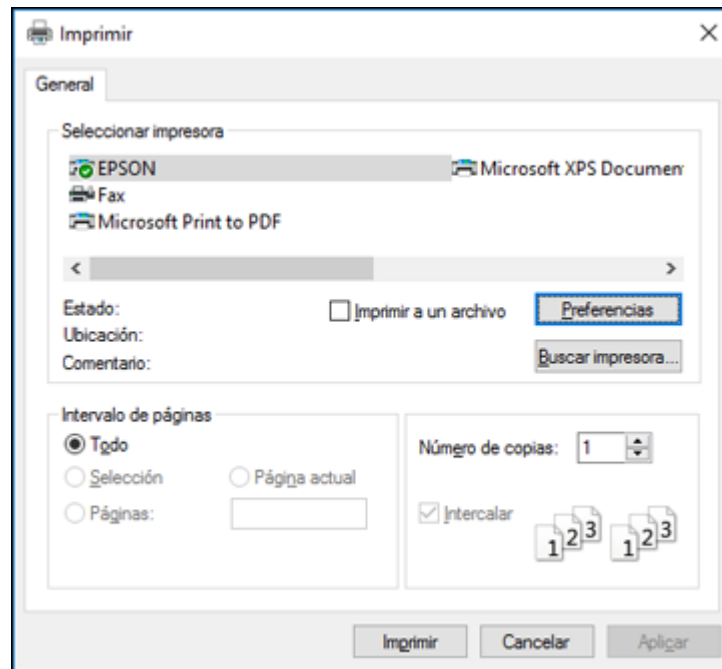 Imprimir
General
Seleccionar impresora
EPSON
Microsoft XPS Documen
Fax
Microsoft Print to PDF
Estado:
Imprimir a un archivo
Preferencias
Ubicación:
Comentario:
Buscar impresora...
Intervalo de páginas
Todo
Selección
Página actual
Páginas:
Número de copias: 1
Intercalar
1 2 3 1 2 3
Imprimir Cancelar Aplicar